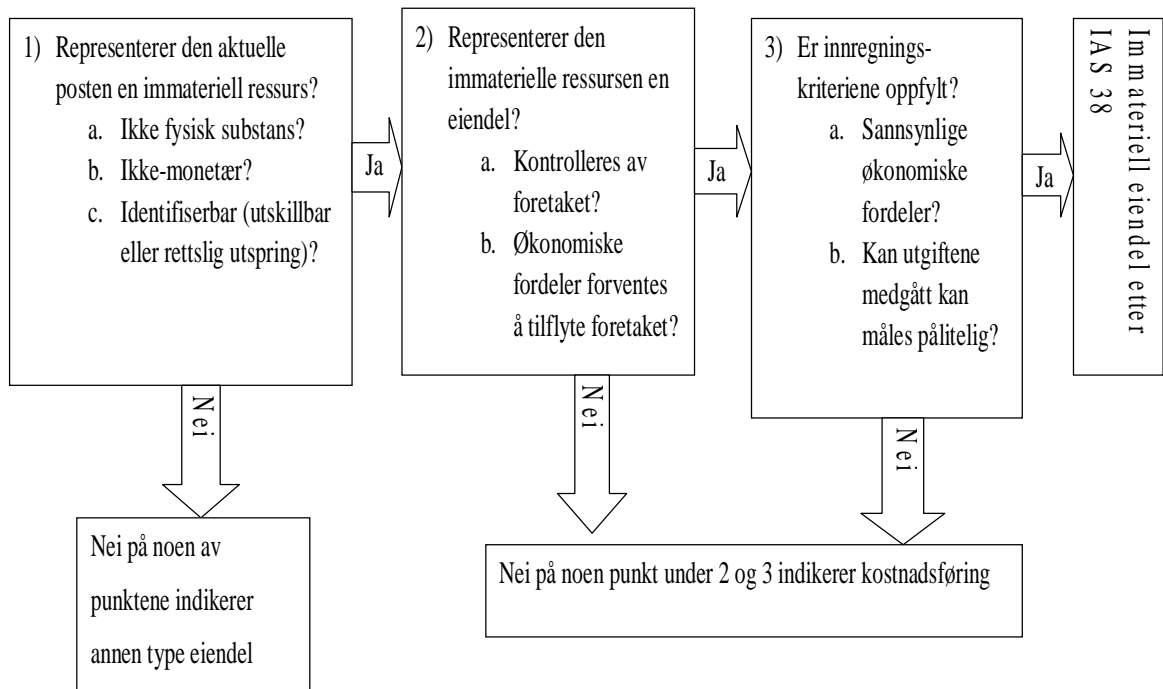 1) Representerer den aktuelle
posten en immateriell ressurs?
a. Ikke fysisk substans?
b. Ikke-monetær?
c. Identifiserbar (utskillbar
eller rettslig utspring)?
Ja
2) Representerer den
immaterielle ressursen en
eiendel?
a. Kontrolleres av
foretaket?
b. Økonomiske
fordeler forventes
å tilflyte foretaket?
Ja
3) Er innregnings-
kriteriene oppfylt?
a. Sannsynlige
økonomiske
fordeler?
b. Kan utgiftene
medgått kan
måles pålitelig?
Ja
Immateriell eiendel etter
IAS 38
Nei
Nei
Nei
Nei på noen av
punktene indikerer
annen type eiendel
Nei på noen punkt under 2 og 3 indikerer kostnadsføring